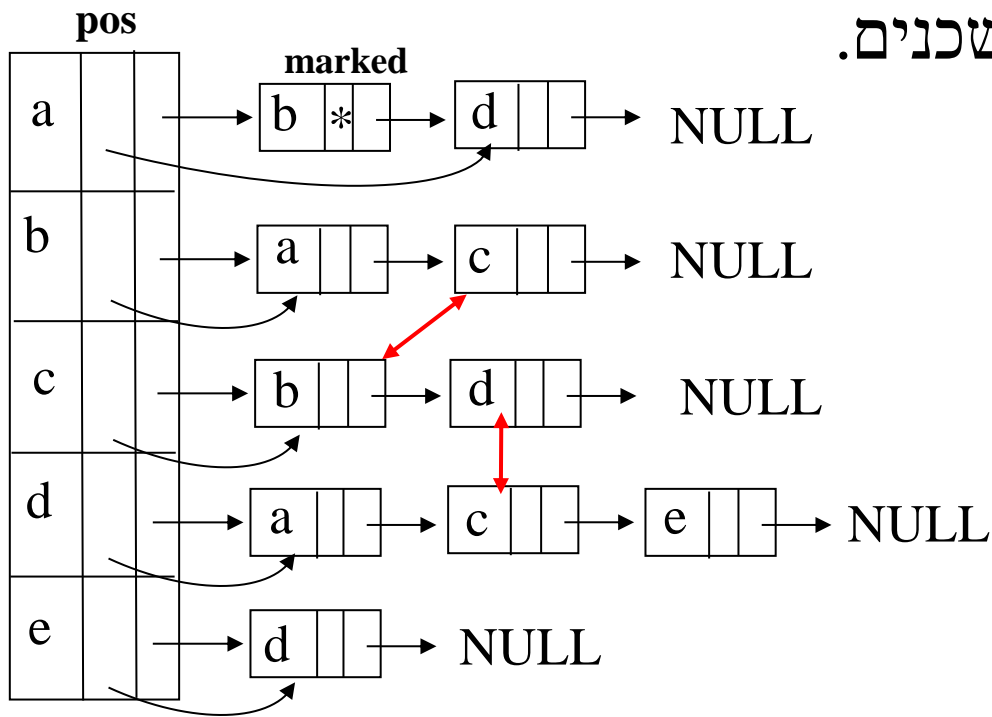 pos
שכנים.
marked
a b * d NULL
b a c NULL
c b d NULL
d a c e NULL
e d NULL